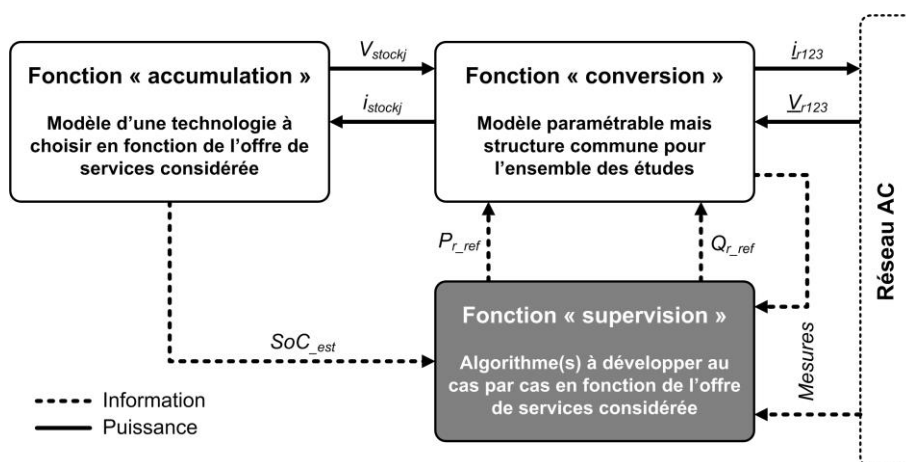 Fonction « accumulation »
Modèle d'une technologie à
choisir en fonction de l'offre de
services considérée
V_stockj
i_stockj
Fonction « conversion »
Modèle paramétrable mais
structure commune pour
l'ensemble des études
i_r123
V_r123
Réseau AC
P_r_ref
Q_r_ref
Fonction « supervision »
Algorithme(s) à développer au
cas par cas en fonction de l'offre
de services considérée
SoC_est
Mesures
Information
Puissance